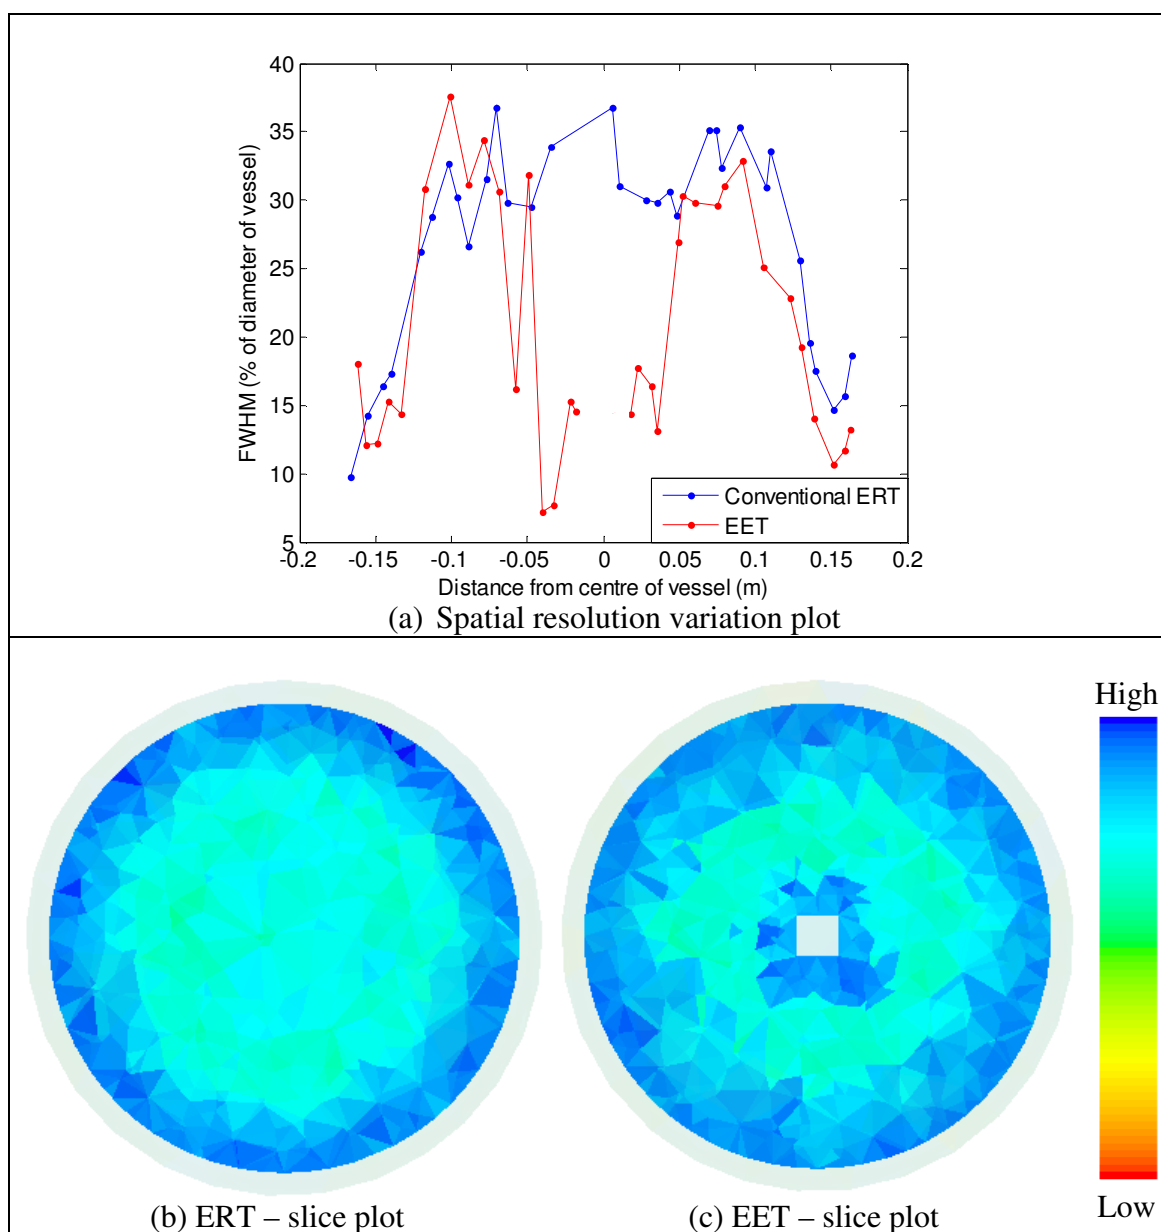 40
35
30
25
20
15
10
5
FWHM (% of diameter of vessel)
-0.2 -0.15 -0.1 -0.05 0 0.05 0.1 0.15 0.2
Distance from centre of vessel (m)
Conventional ERT
EET
(a) Spatial resolution variation plot
High
Low
(b) ERT – slice plot
(c) EET – slice plot